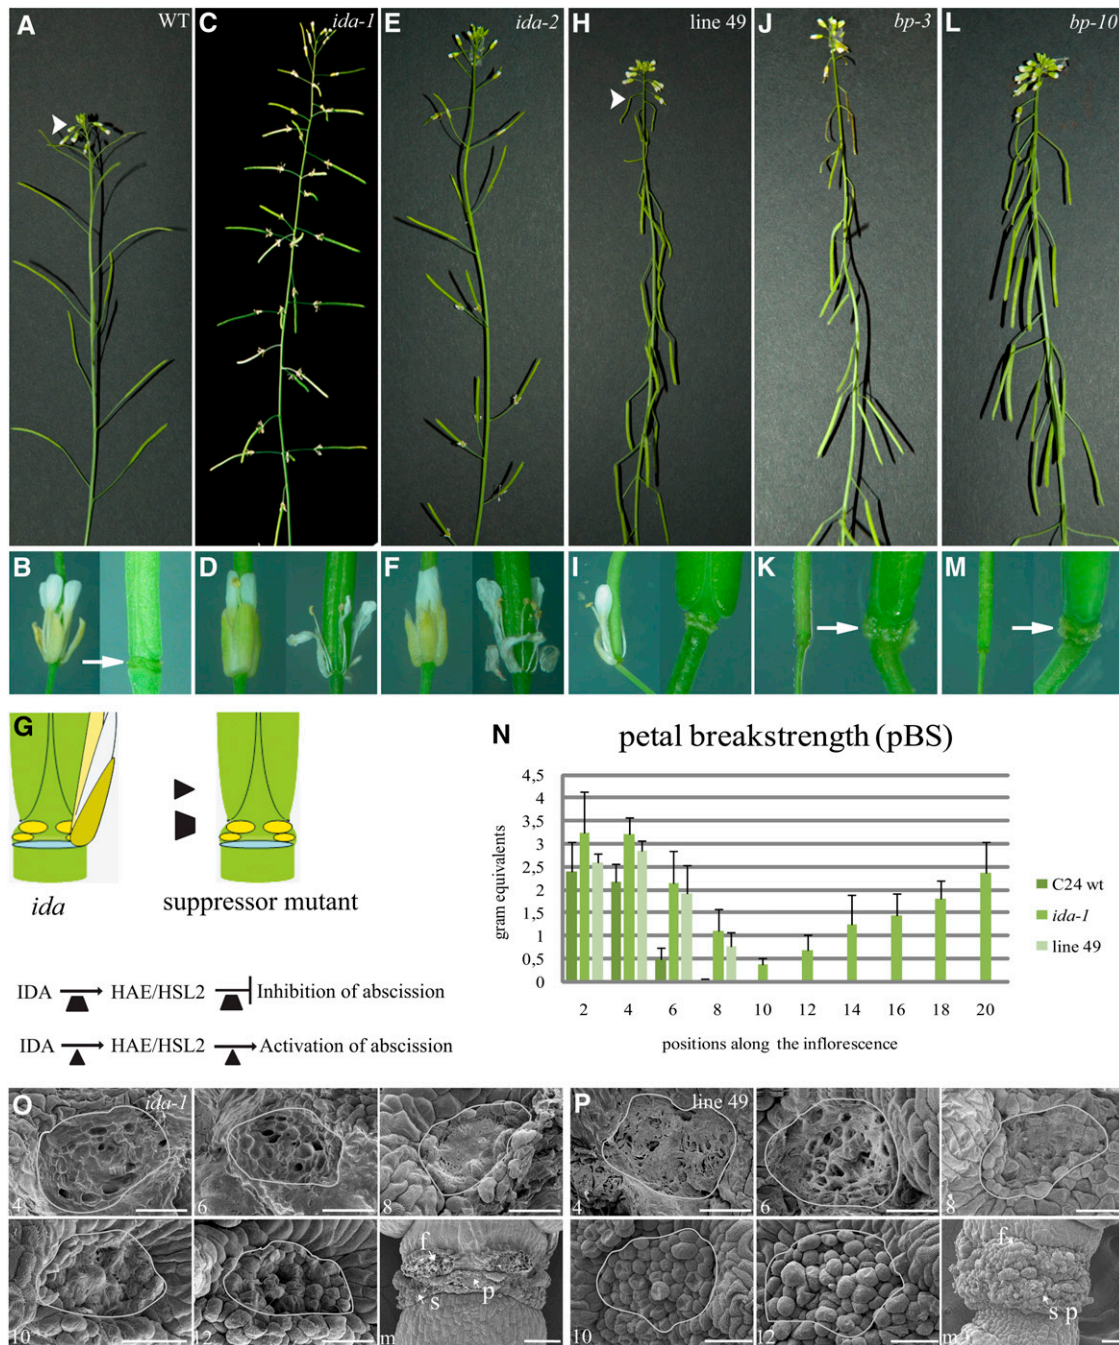 A WT C ida-1 E ida-2 H line 49 J bp-3 L bp-10
B D F I K M
G
ida
suppressor mutant
IDA HAE/HSL2 Inhibition of abscission
IDA HAE/HSL2 Activation of abscission
N petal breakstrength (pBS)
4,5
4
3,5
3
2,5
2
1,5
1
0,5
0
gram equivalents
2 4 6 8 10 12 14 16 18 20
positions along the inflorescence
C24 wt
ida-1
line 49
O ida-1 P line 49
4 6 8 4 6 8
f f
s p s p
10 12 m 10 12 m